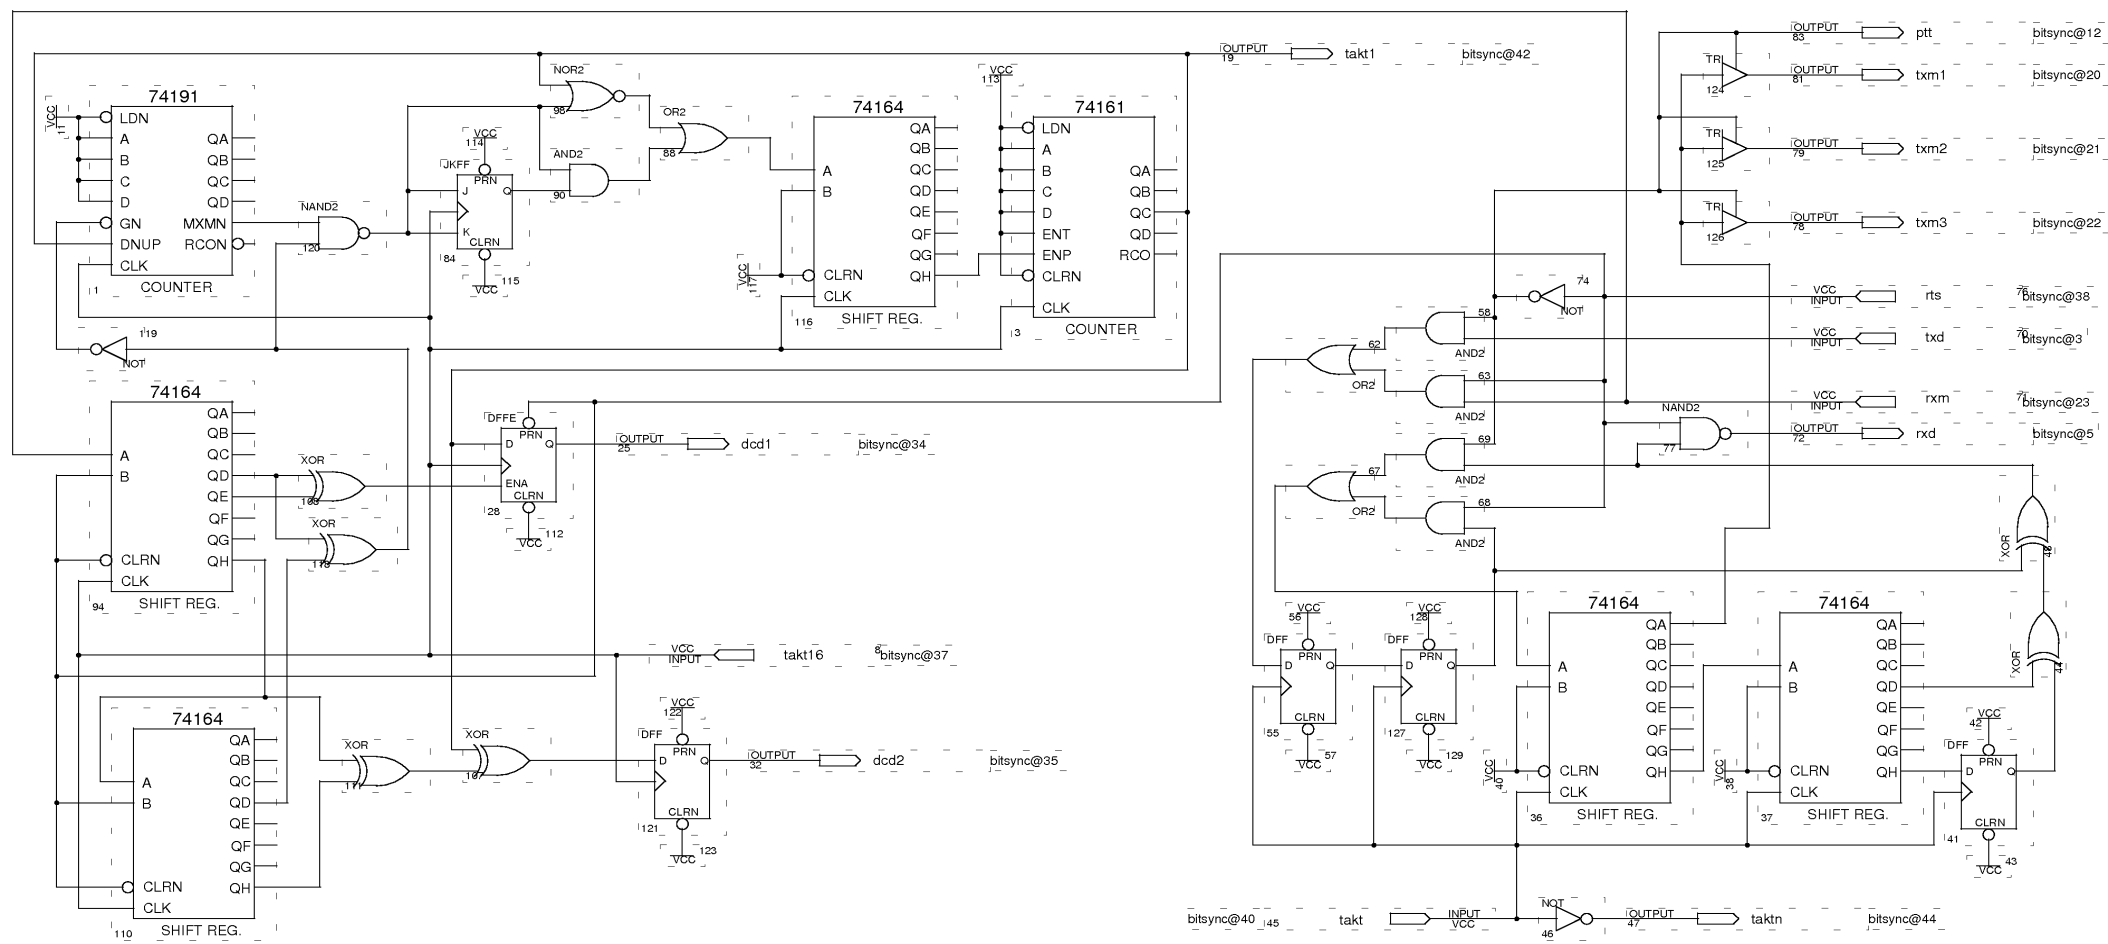 OUTPUT 83 ptt bitsync@12
OUTPUT 19 takt1 bitsync@42
TRI 124 OUTPUT 81 txm1 bitsync@20
TRI 125 OUTPUT 79 txm2 bitsync@21
TRI 126 OUTPUT 78 txm3 bitsync@22
VCC INPUT rts 76 bitsync@38
VCC INPUT txd 70 bitsync@3
VCC INPUT rxm 71 bitsync@23
OUTPUT 72 rxd bitsync@5
74191
VCC 11
LDN
A QA
B QB
C QC
D QD
GN MXMN
DNUP RCON
CLK
1 COUNTER
NAND2 120
NOT 119
VCC 114
JKFF
PRN
J Q
K
CLRN
84
VCC 115
NOR2 98
AND2 90
OR2 88
74164
QA
QB
A QC
B QD
QE
QF
QG
CLRN QH
CLK
116 SHIFT REG.
VCC 117
VCC 113
74161
LDN
A
B QA
C QB
D QC
ENT QD
ENP RCO
CLRN
CLK
3 COUNTER
74164
QA
QB
A QC
B QD
QE
QF
QG
CLRN QH
CLK
94 SHIFT REG.
XOR
XOR 118
DFFE
PRN
D Q
ENA
CLRN
28
VCC 112
OUTPUT 25 dcd1 bitsync@34
VCC INPUT takt16 8 bitsync@37
74164
QA
QB
A QC
B QD
QE
QF
QG
CLRN QH
CLK
110 SHIFT REG.
XOR
XOR 107
VCC 122
DFF
PRN
D Q
CLRN
121
VCC 123
OUTPUT 32 dcd2 bitsync@35
NOT 74
58 AND2
62 OR2
63 AND2
NAND2 77
69 AND2
67 OR2
68 AND2
XOR 48
XOR 44
VCC 56
DFF
PRN
D Q
CLRN
55
VCC 57
VCC 128
DFF
PRN
D Q
CLRN
127
VCC 129
74164
QA
QB
A QC
B QD
QE
QF
QG
CLRN QH
CLK
36 SHIFT REG.
VCC 40
74164
QA
QB
A QC
B QD
QE
QF
QG
CLRN QH
CLK
37 SHIFT REG.
VCC 38
VCC 42
DFF
PRN
D Q
CLRN
41
VCC 43
bitsync@40 45 takt INPUT VCC
NOT 46
OUTPUT 47 taktn bitsync@44